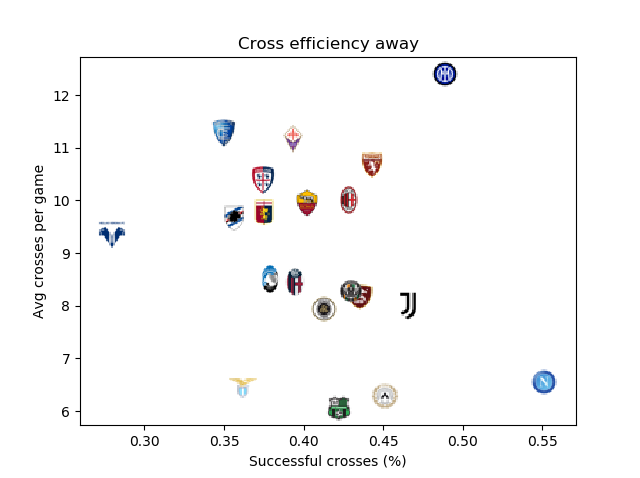 Cross efficiency away
12
11
10
9
8
7
6
Avg crosses per game
0.30 0.35 0.40 0.45 0.50 0.55
Successful crosses (%)
N